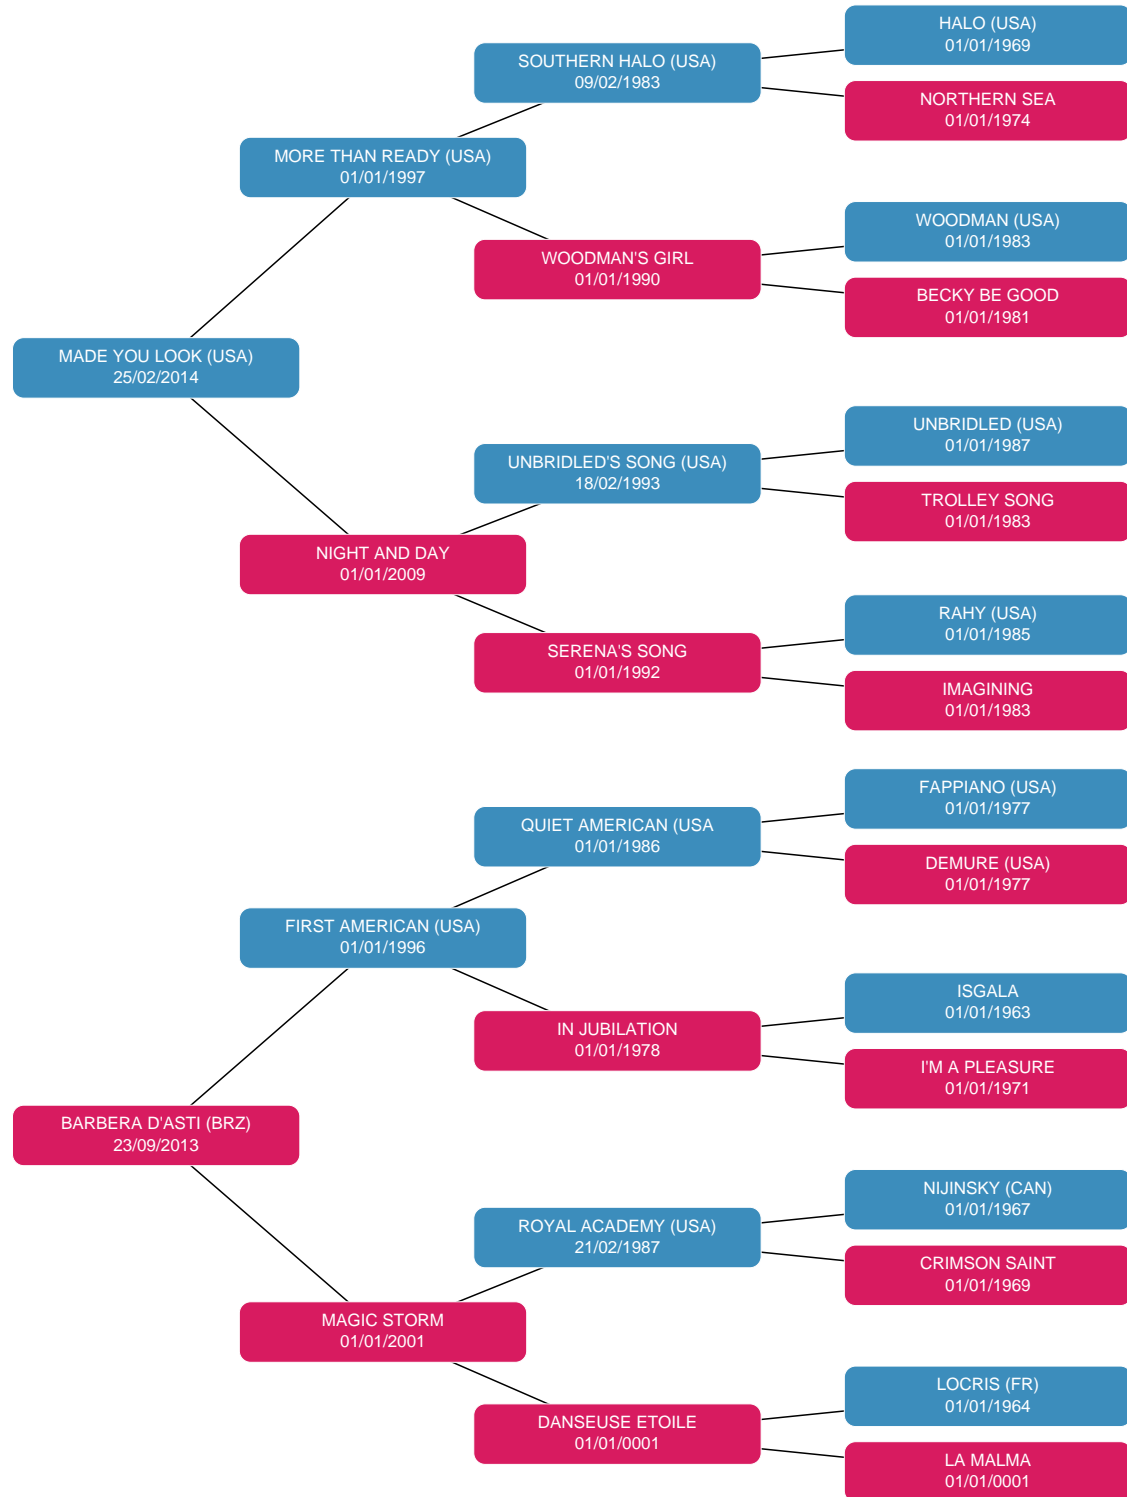 HALO (USA)
01/01/1969
SOUTHERN HALO (USA)
09/02/1983
NORTHERN SEA
01/01/1974
MORE THAN READY (USA)
01/01/1997
WOODMAN (USA)
01/01/1983
WOODMAN'S GIRL
01/01/1990
BECKY BE GOOD
01/01/1981
MADE YOU LOOK (USA)
25/02/2014
UNBRIDLED (USA)
01/01/1987
UNBRIDLED'S SONG (USA)
18/02/1993
TROLLEY SONG
01/01/1983
NIGHT AND DAY
01/01/2009
RAHY (USA)
01/01/1985
SERENA'S SONG
01/01/1992
IMAGINING
01/01/1983
FAPPIANO (USA)
01/01/1977
QUIET AMERICAN (USA
01/01/1986
DEMURE (USA)
01/01/1977
FIRST AMERICAN (USA)
01/01/1996
ISGALA
01/01/1963
IN JUBILATION
01/01/1978
I'M A PLEASURE
01/01/1971
BARBERA D'ASTI (BRZ)
23/09/2013
NIJINSKY (CAN)
01/01/1967
ROYAL ACADEMY (USA)
21/02/1987
CRIMSON SAINT
01/01/1969
MAGIC STORM
01/01/2001
LOCRIS (FR)
01/01/1964
DANSEUSE ETOILE
01/01/0001
LA MALMA
01/01/0001